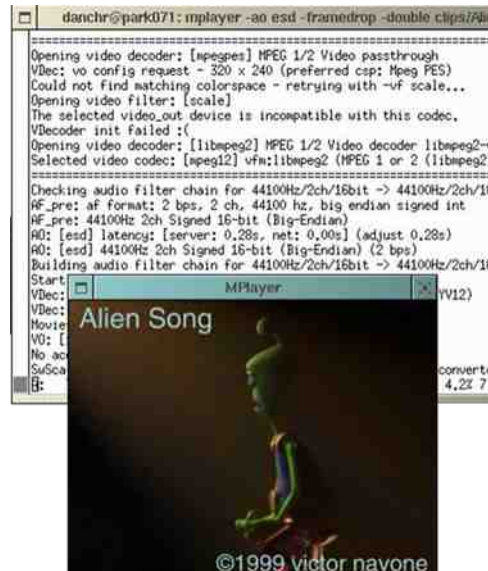 danchr@park071: mplayer -ao esd -framedrop -double clips//Ali
Opening video decoder: [mpegpes] MPEG 1/2 Video passthrough
VDec: vo config request - 320 x 240 (preferred csp: Mpeg PES)
Could not find matching colorspace - retrying with -vf scale...
Opening video filter: [scale]
The selected video_out device is incompatible with this codec.
VDecoder init failed :(
Opening video decoder: [libmpeg2] MPEG 1/2 Video decoder libmpeg2-
Selected video codec: [mpeg12] vfm:libmpeg2 (MPEG 1 or 2 (libmpeg2
Checking audio filter chain for 44100Hz/2ch/16bit -> 44100Hz/2ch/1
AF_pre: af format: 2 bps, 2 ch, 44100 hz, big endian signed int
AF_pre: 44100Hz 2ch Signed 16-bit (Big-Endian)
AO: [esd] latency: [server: 0.28s, net: 0.00s] (adjust 0.28s)
AO: [esd] 44100Hz 2ch Signed 16-bit (Big-Endian) (2 bps)
Building audio filter chain for 44100Hz/2ch/16bit -> 44100Hz/2ch/1
Start
VDec: YV12)
VDec:
Movie
VO: [
No acc
SwSca converte
4.2% 7
MPlayer
Alien Song
©1999 victor navone